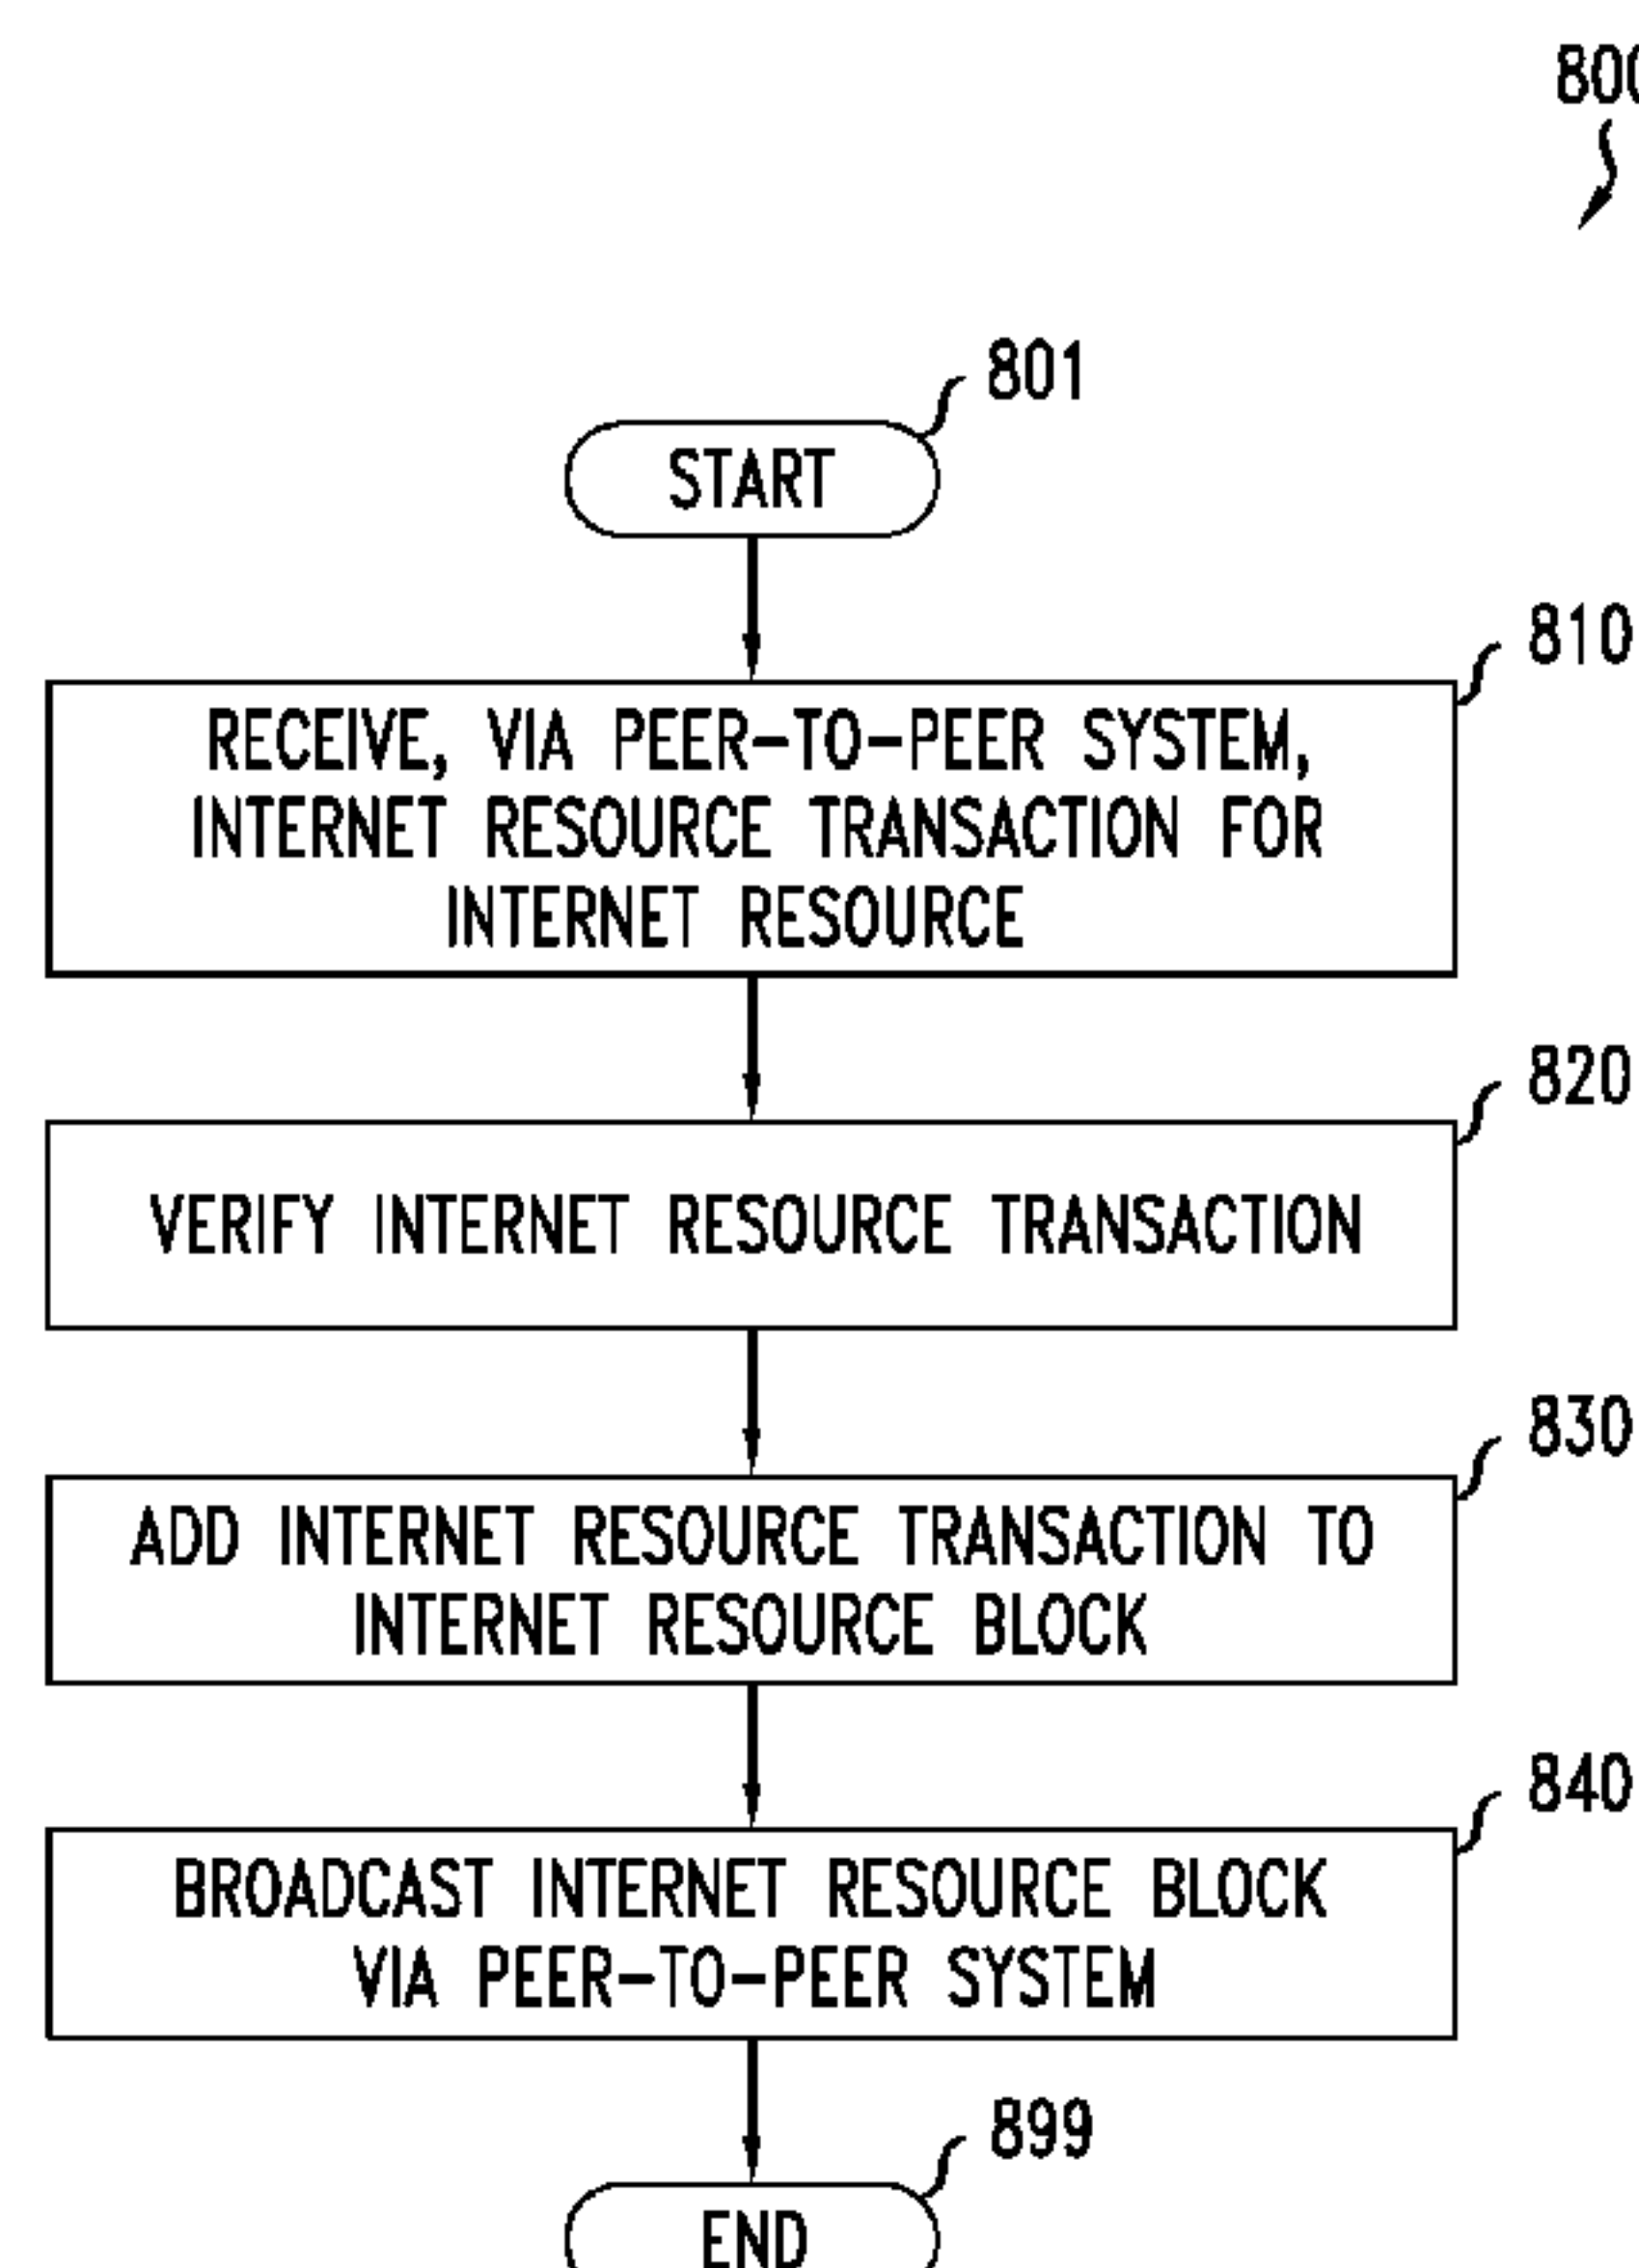 800
801
START
810
RECEIVE, VIA PEER-TO-PEER SYSTEM,
INTERNET RESOURCE TRANSACTION FOR
INTERNET RESOURCE
820
VERIFY INTERNET RESOURCE TRANSACTION
830
ADD INTERNET RESOURCE TRANSACTION TO
INTERNET RESOURCE BLOCK
840
BROADCAST INTERNET RESOURCE BLOCK
VIA PEER-TO-PEER SYSTEM
899
END